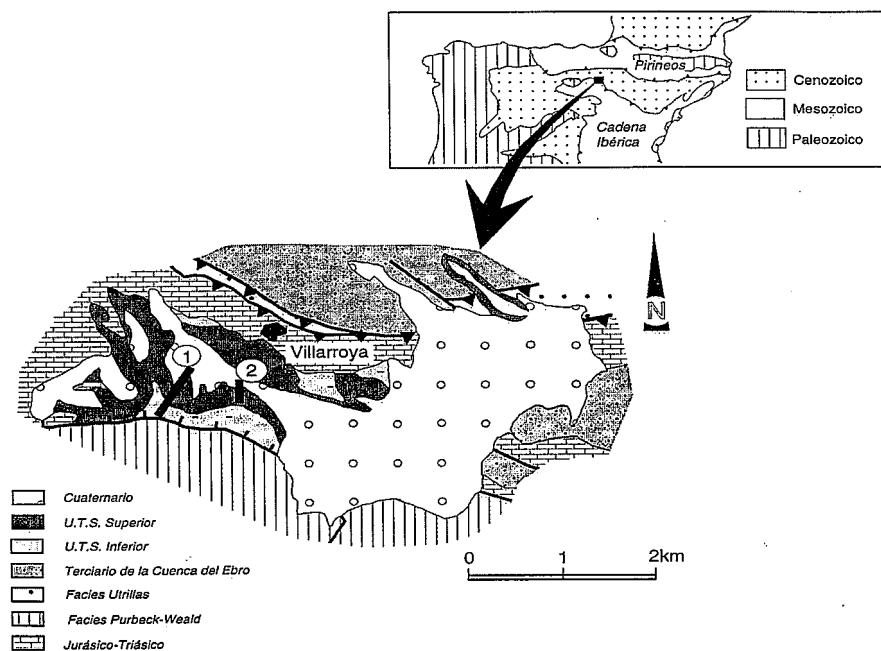 Pirineos
Cadena
Ibérica
Cenozoico
Mesozoico
Paleozoico
N
1
2
Villarroya
Cuaternario
U.T.S. Superior
U.T.S. Inferior
Terciario de la Cuenca del Ebro
Facies Utrillas
Facies Purbeck-Weald
Jurásico-Triásico
0 1 2km